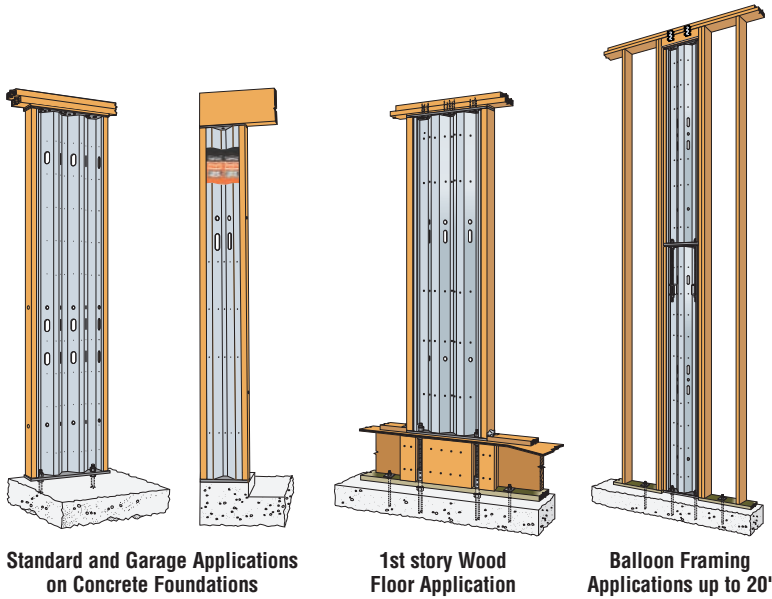 Standard and Garage Applications
on Concrete Foundations
1st story Wood
Floor Application
Balloon Framing
Applications up to 20'